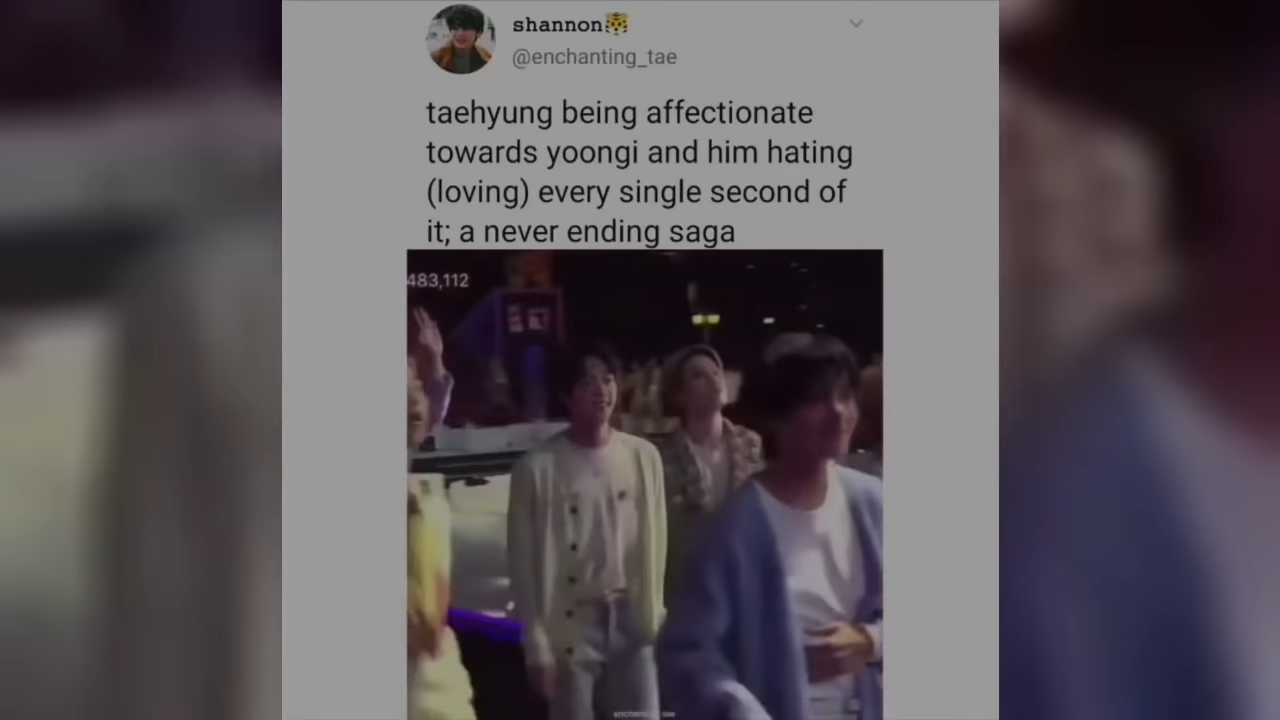 shannon🐯
@enchanting_tae
taehyung being affectionate
towards yoongi and him hating
(loving) every single second of
it; a never ending saga
483,112